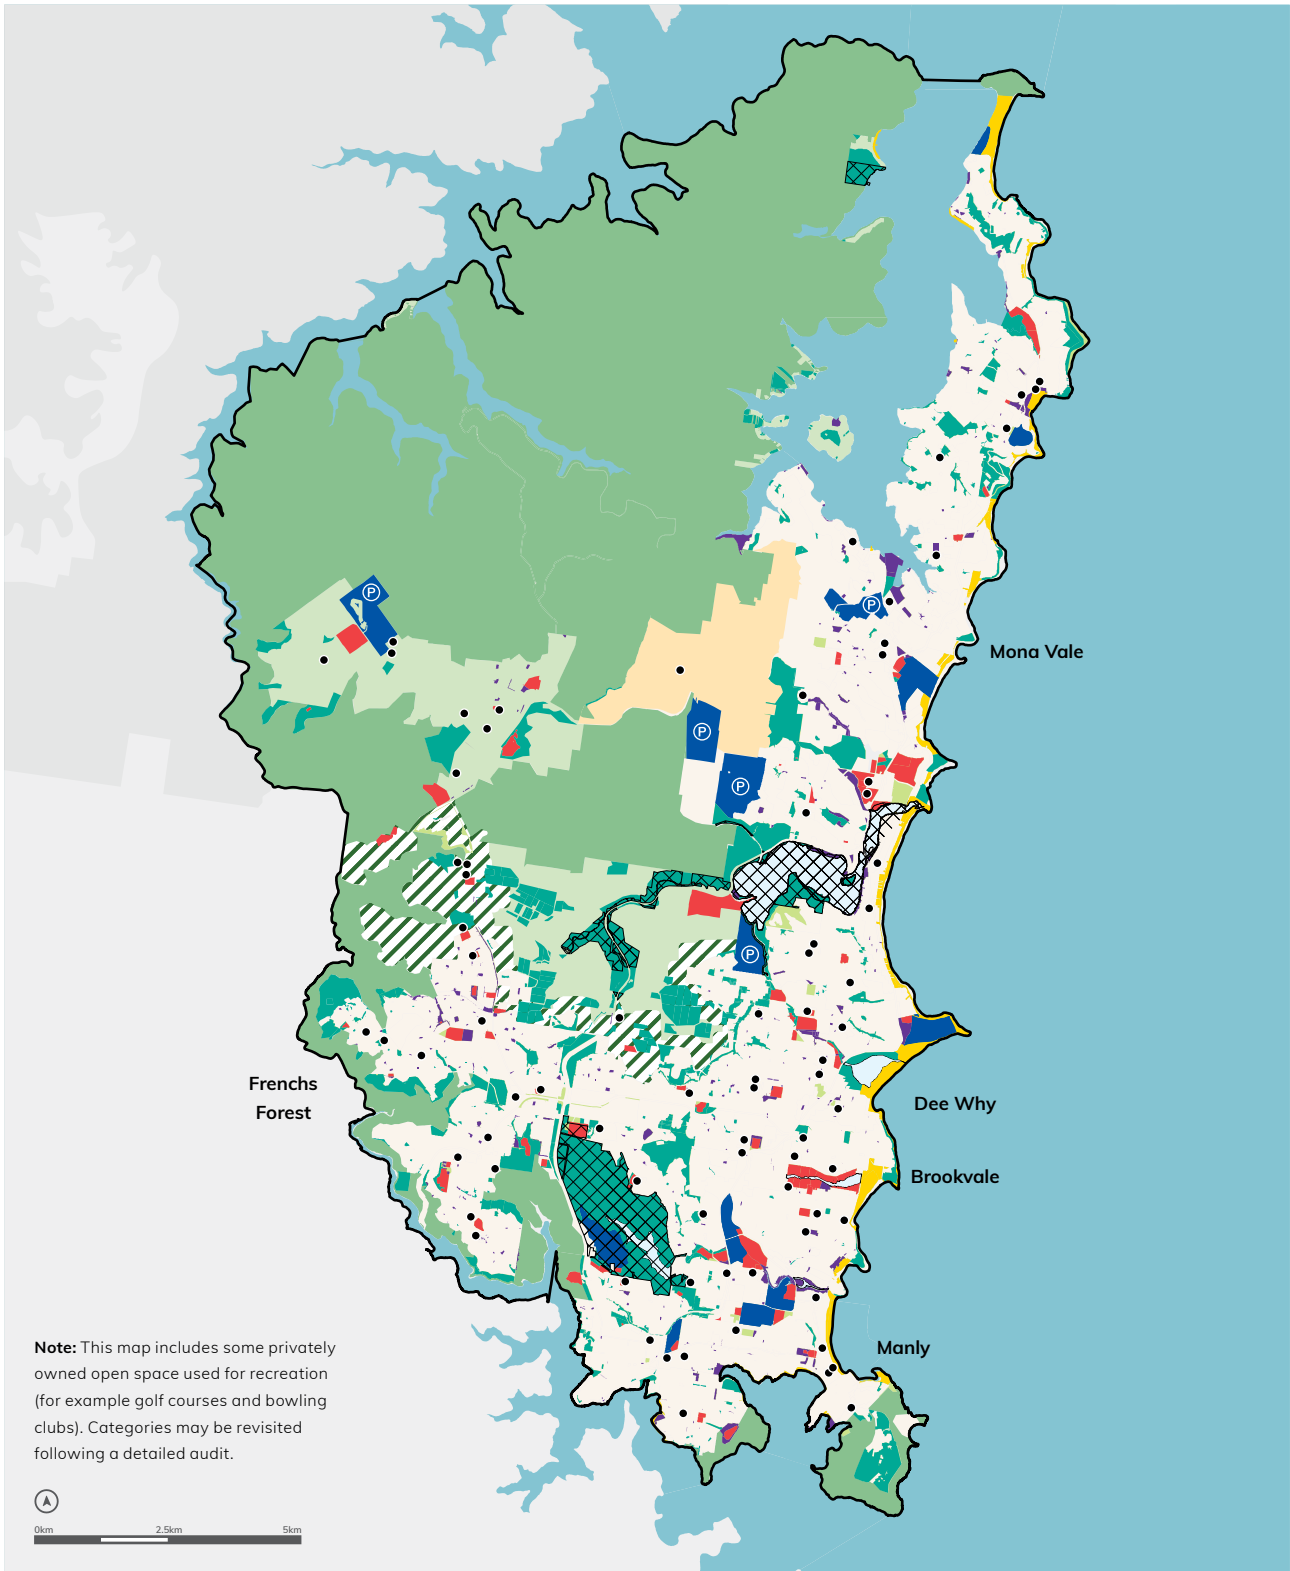 P
P
Mona Vale
P
P
P
Frenchs
Forest
Dee Why
Brookvale
Manly
Note: This map includes some privately
owned open space used for recreation
(for example golf courses and bowling
clubs). Categories may be revisited
following a detailed audit.
0km 2.5km 5km